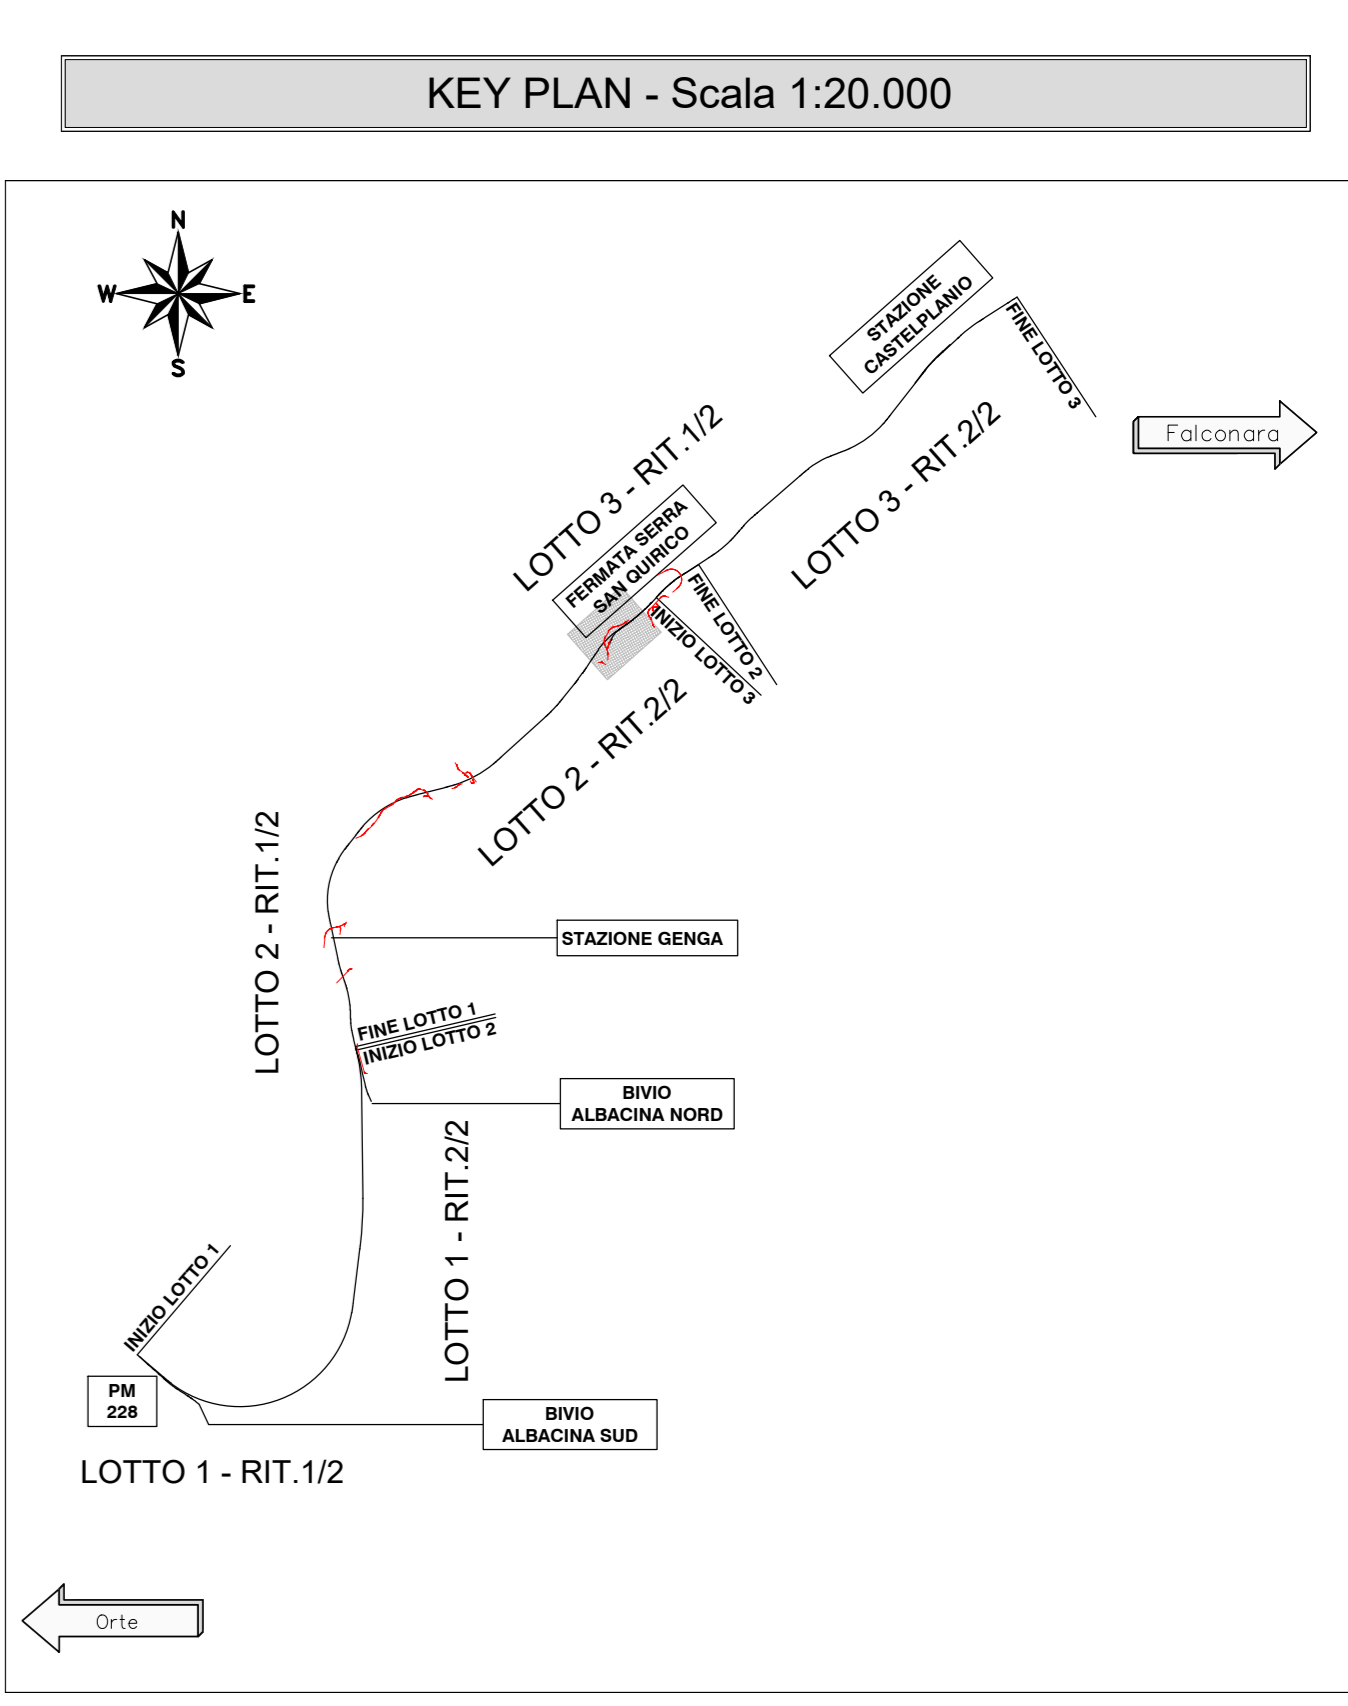 KEY PLAN - Scala 1:20.000
N
W
E
S
STAZIONE
CASTELPLANIO
FINE LOTTO 3
Falconara
LOTTO 3 - RIT.1/2
LOTTO 3 - RIT.2/2
FERMATA SERRA
SAN QUIRICO
FINE LOTTO 2
INIZIO LOTTO 3
LOTTO 2 - RIT.2/2
LOTTO 2 - RIT.1/2
STAZIONE GENGA
FINE LOTTO 1
INIZIO LOTTO 2
BIVIO
ALBACINA NORD
LOTTO 1 - RIT.2/2
INIZIO LOTTO 1
PM
228
BIVIO
ALBACINA SUD
LOTTO 1 - RIT.1/2
Orte